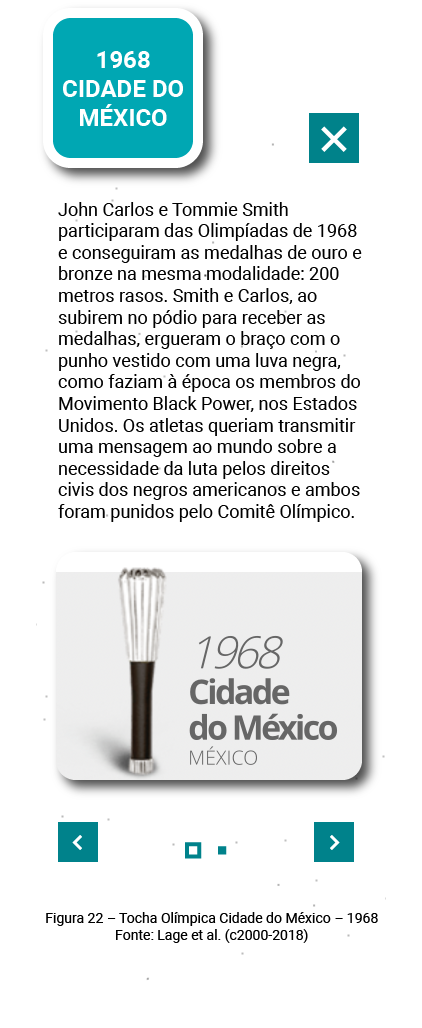 1968
CIDADE DO
MÉXICO
John Carlos e Tommie Smith
participaram das Olimpíadas de 1968
e conseguiram as medalhas de ouro e
bronze na mesma modalidade: 200
metros rasos. Smith e Carlos, ao
subirem no pódio para receber as
medalhas, ergueram o braço com o
punho vestido com uma luva negra,
como faziam à época os membros do
Movimento Black Power, nos Estados
Unidos. Os atletas queriam transmitir
uma mensagem ao mundo sobre a
necessidade da luta pelos direitos
civis dos negros americanos e ambos
foram punidos pelo Comitê Olímpico.
1968
Cidade
do México
MÉXICO
Figura 22 – Tocha Olímpica Cidade do México – 1968
Fonte: Lage et al. (c2000-2018)